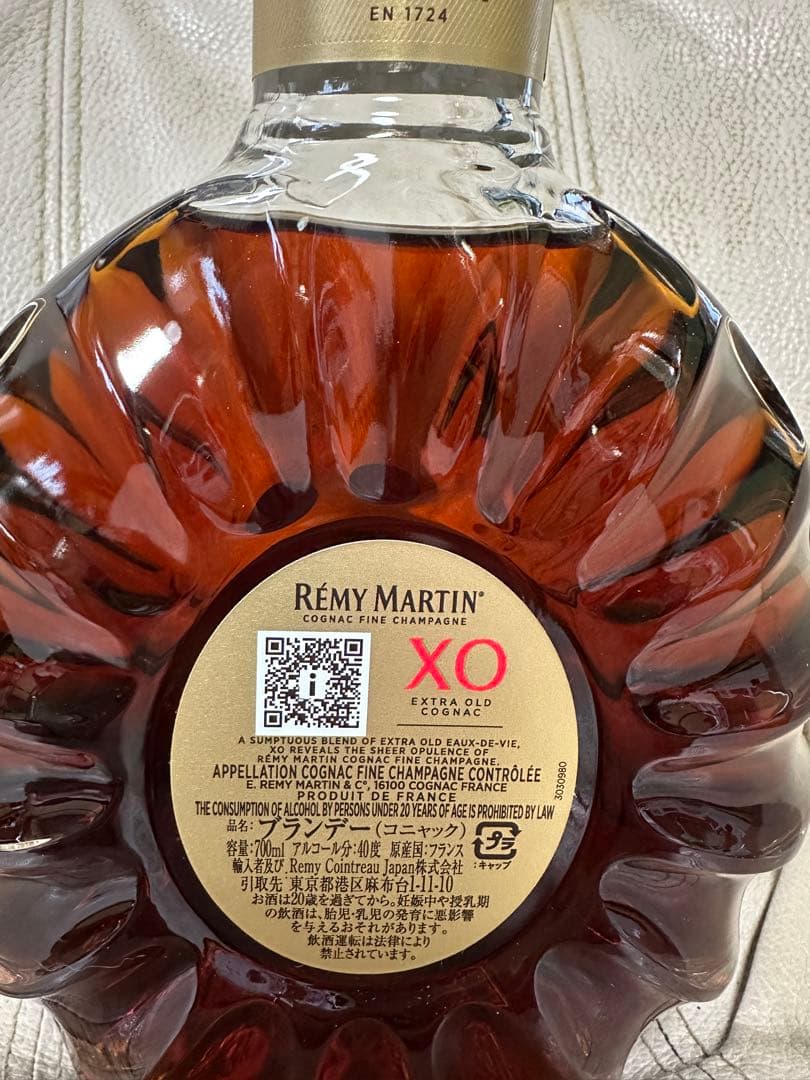 EN 1724
RÉMY MARTIN®
COGNAC FINE CHAMPAGNE
i
XO
EXTRA OLD
COGNAC
A SUMPTUOUS BLEND OF EXTRA OLD EAUX-DE-VIE,
XO REVEALS THE SHEER OPULENCE OF
RÉMY MARTIN COGNAC FINE CHAMPAGNE.
APPELLATION COGNAC FINE CHAMPAGNE CONTRÔLÉE
E. REMY MARTIN & Cº, 16100 COGNAC FRANCE
PRODUIT DE FRANCE
THE CONSUMPTION OF ALCOHOL BY PERSONS UNDER 20 YEARS OF AGE IS PROHIBITED BY LAW
3030980
品名: ブランデー(コニャック)
容量:700ml アルコール分:40度 原産国:フランス
プラ
:キャップ
輸入者及び Remy Cointreau Japan株式会社
引取先 東京都港区麻布台1-11-10
お酒は20歳を過ぎてから。妊娠中や授乳期
の飲酒は、胎児・乳児の発育に悪影響
を与えるおそれがあります。
飲酒運転は法律により
禁止されています。